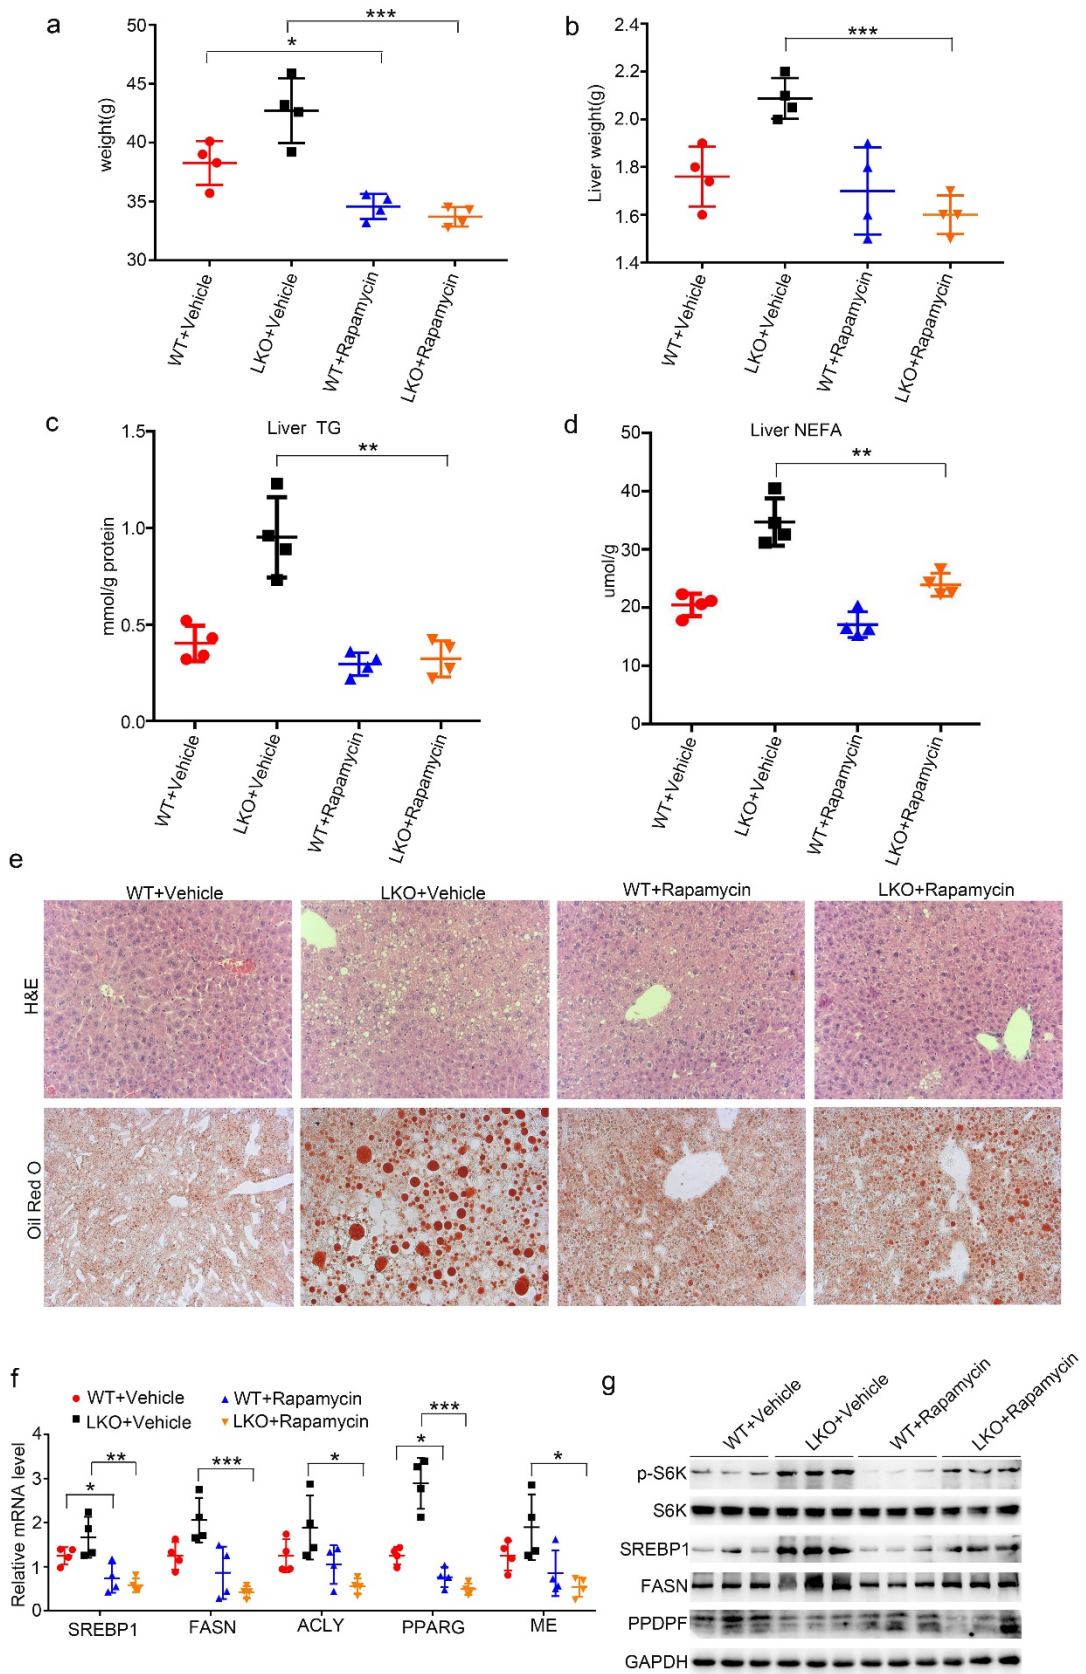 a
***
*
50
45
40
35
30
weight(g)
WT+Vehicle
LKO+Vehicle
WT+Rapamycin
LKO+Rapamycin
b
***
2.4
2.2
2.0
1.8
1.6
1.4
Liver weight(g)
WT+Vehicle
LKO+Vehicle
WT+Rapamycin
LKO+Rapamycin
c
Liver TG
**
1.5
1.0
0.5
0.0
mmol/g protein
WT+Vehicle
LKO+Vehicle
WT+Rapamycin
LKO+Rapamycin
d
Liver NEFA
**
50
40
30
20
10
0
umol/g
WT+Vehicle
LKO+Vehicle
WT+Rapamycin
LKO+Rapamycin
e
WT+Vehicle
LKO+Vehicle
WT+Rapamycin
LKO+Rapamycin
H&E
Oil Red O
f
WT+Vehicle
WT+Rapamycin
LKO+Vehicle
LKO+Rapamycin
4
3
2
1
0
Relative mRNA level
*
**
***
*
*
***
*
SREBP1
FASN
ACLY
PPARG
ME
g
WT+Vehicle
LKO+Vehicle
WT+Rapamycin
LKO+Rapamycin
p-S6K
S6K
SREBP1
FASN
PPDPF
GAPDH